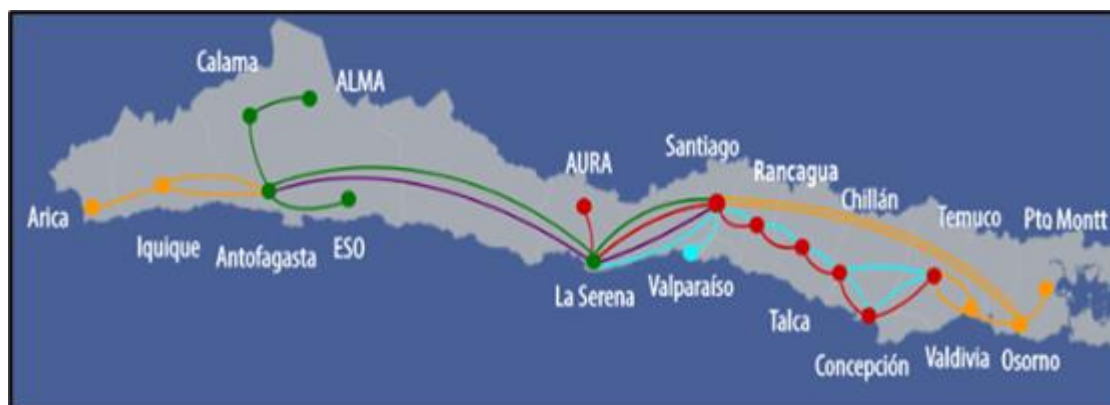 Calama
ALMA
Arica
Iquique
Antofagasta
ESO
AURA
La Serena
Santiago
Valparaíso
Rancagua
Chillán
Talca
Concepción
Temuco
Valdivia
Osorno
Pto Montt